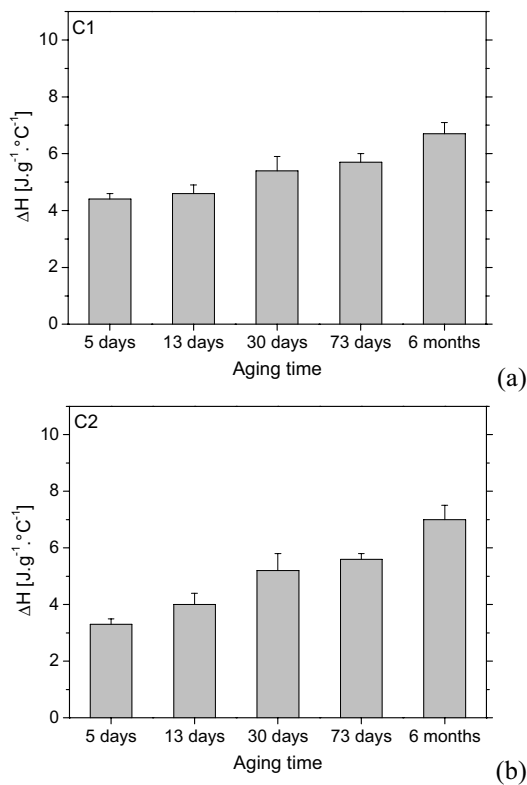 C1
10
8
6
4
2
0
ΔH [J.g⁻¹.°C⁻¹]
5 days 13 days 30 days 73 days 6 months
Aging time
(a)
C2
10
8
6
4
2
0
ΔH [J.g⁻¹.°C⁻¹]
5 days 13 days 30 days 73 days 6 months
Aging time
(b)